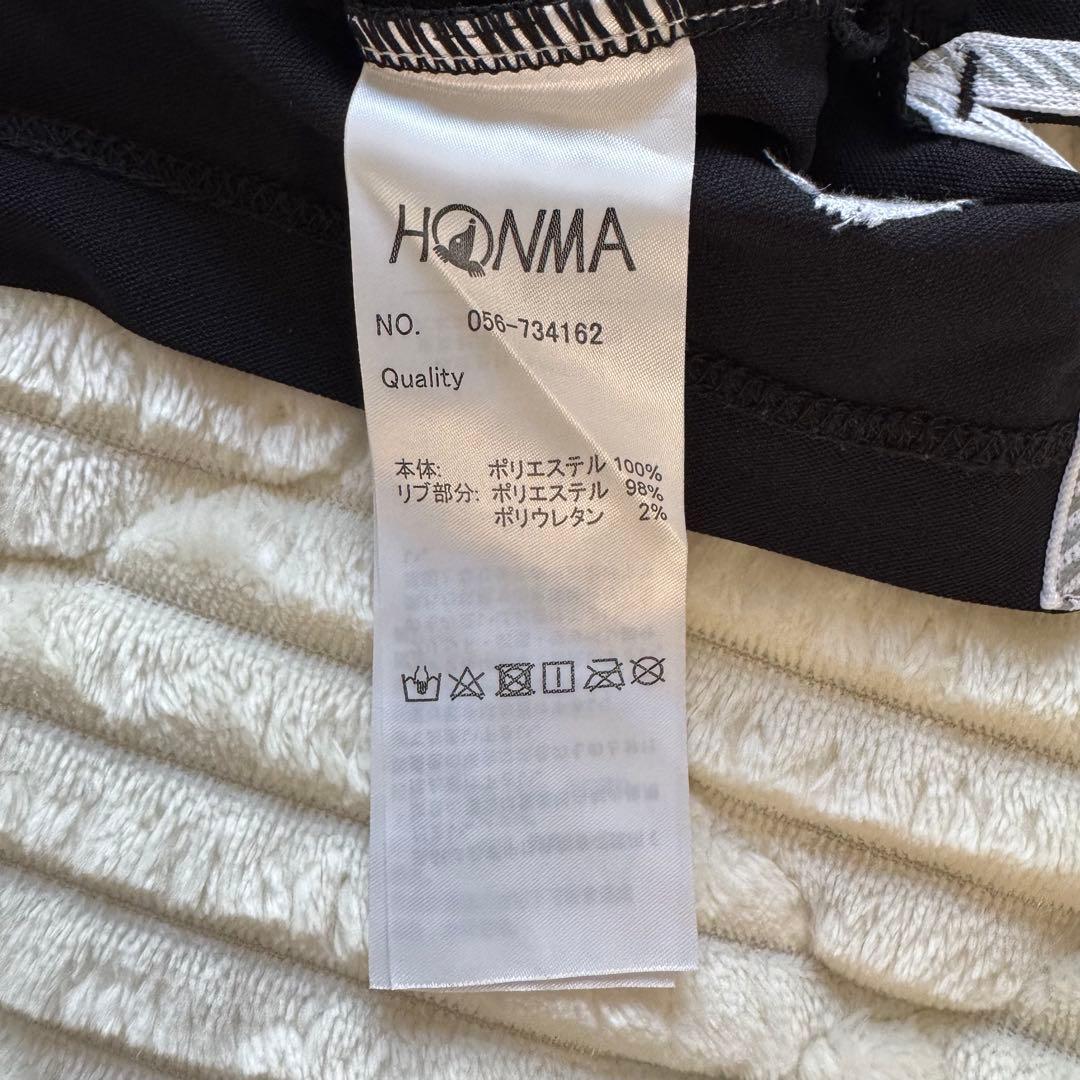 HONMA
NO. 056-734162
Quality
本体: ポリエステル 100%
リブ部分: ポリエステル 98%
ポリウレタン 2%